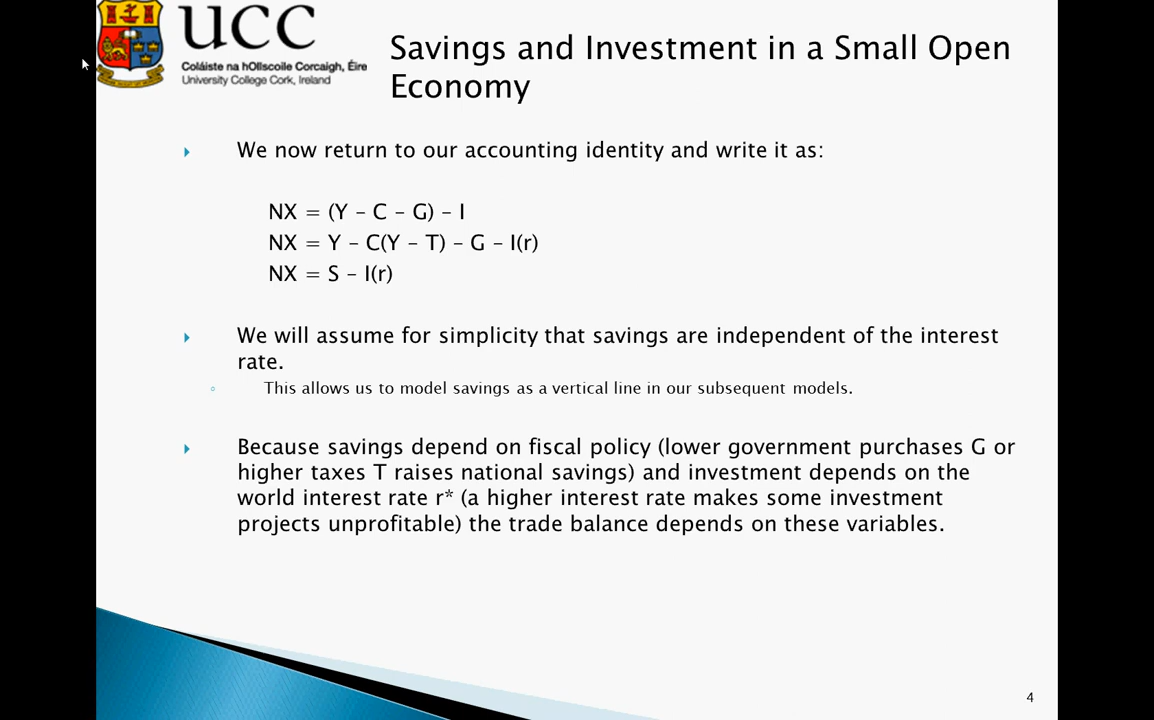 UCC
Coláiste na hOllscoile Corcaigh, Éire
University College Cork, Ireland
Savings and Investment in a Small Open
Economy
We now return to our accounting identity and write it as:
NX = (Y – C – G) – I
NX = Y – C(Y – T) – G – I(r)
NX = S – I(r)
We will assume for simplicity that savings are independent of the interest
rate.
This allows us to model savings as a vertical line in our subsequent models.
Because savings depend on fiscal policy (lower government purchases G or
higher taxes T raises national savings) and investment depends on the
world interest rate r* (a higher interest rate makes some investment
projects unprofitable) the trade balance depends on these variables.
4